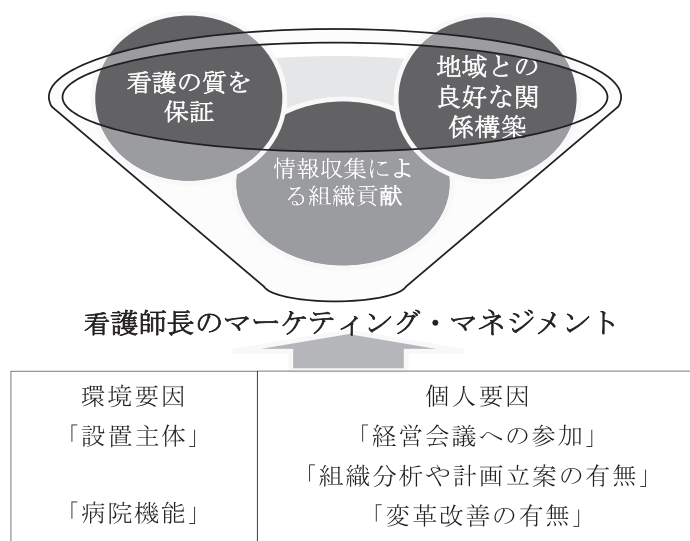 看護の質を
保証
地域との
良好な関
係構築
情報収集によ
る組織貢献
看護師長のマーケティング・マネジメント
環境要因
「設置主体」
「病院機能」
個人要因
「経営会議への参加」
「組織分析や計画立案の有無」
「変革改善の有無」